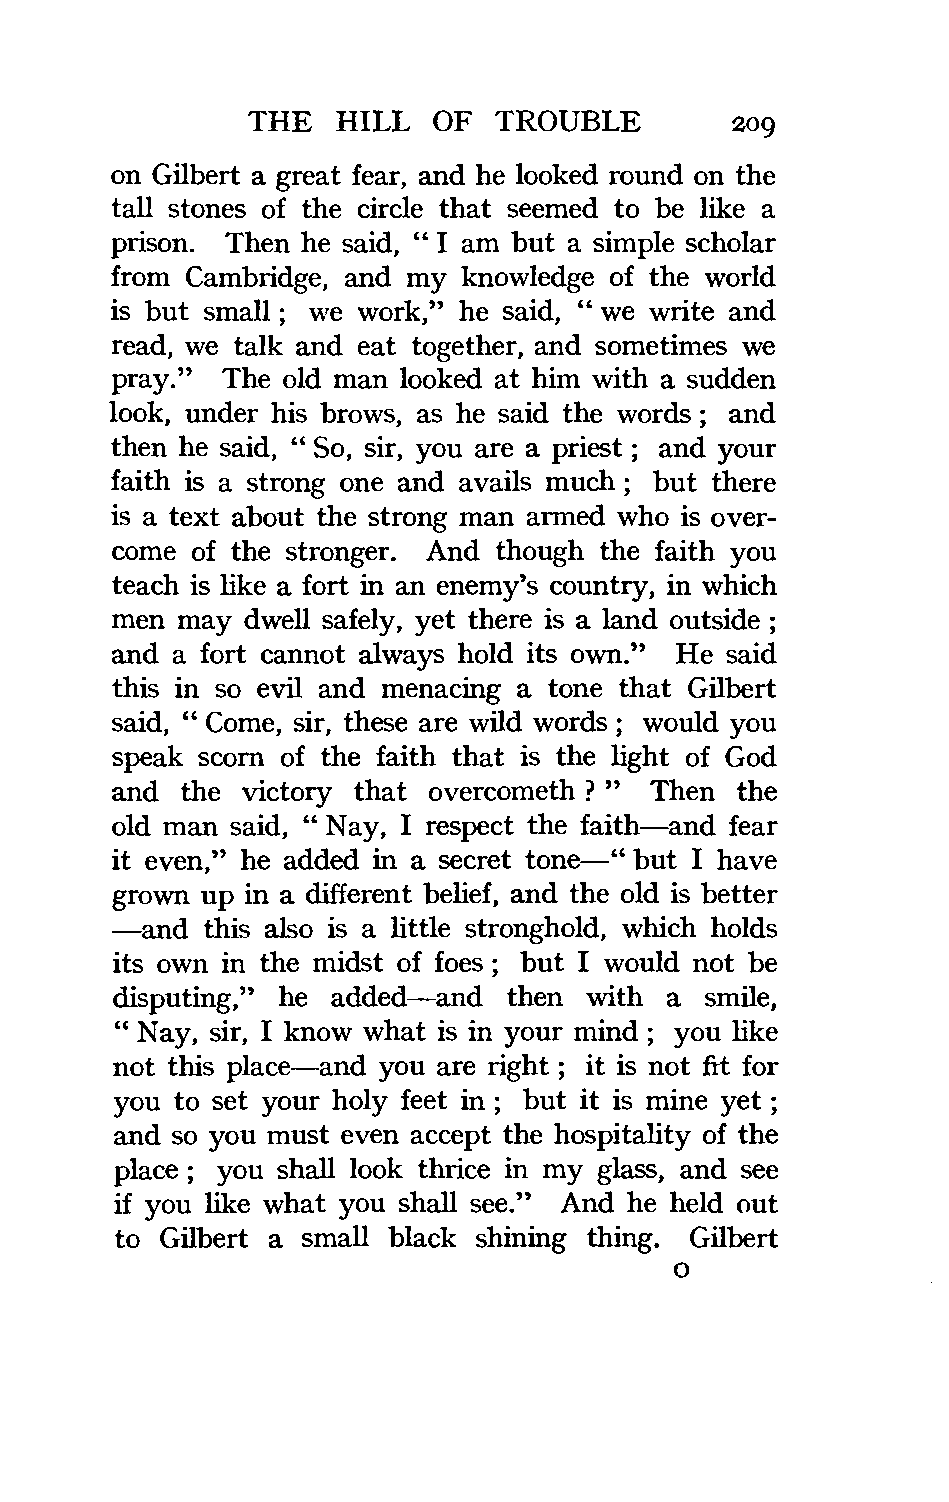 THE HILL OF TROUBLE 209
on Gilbert a great fear, and he looked round on the
tall stones of the circle that seemed to be like a
prison. Then he said, “ I am but a simple scholar
from Cambridge, and my knowledge of the world
is but small ; we work,” he said, “ we write and
read, we talk and eat together, and sometimes we
pray.” The old man looked at him with a sudden
look, under his brows, as he said the words ; and
then he said, “ So, sir, you are a priest ; and your
faith is a strong one and avails much ; but there
is a text about the strong man armed who is over-
come of the stronger. And though the faith you
teach is like a fort in an enemy’s country, in which
men may dwell safely, yet there is a land outside ;
and a fort cannot always hold its own.” He said
this in so evil and menacing a tone that Gilbert
said, “ Come, sir, these are wild words ; would you
speak scorn of the faith that is the light of God
and the victory that overcometh ? ” Then the
old man said, “ Nay, I respect the faith—and fear
it even,” he added in a secret tone—“ but I have
grown up in a different belief, and the old is better
—and this also is a little stronghold, which holds
its own in the midst of foes ; but I would not be
disputing,” he added—and then with a smile,
“ Nay, sir, I know what is in your mind ; you like
not this place—and you are right ; it is not fit for
you to set your holy feet in ; but it is mine yet ;
and so you must even accept the hospitality of the
place ; you shall look thrice in my glass, and see
if you like what you shall see.” And he held out
to Gilbert a small black shining thing. Gilbert
O